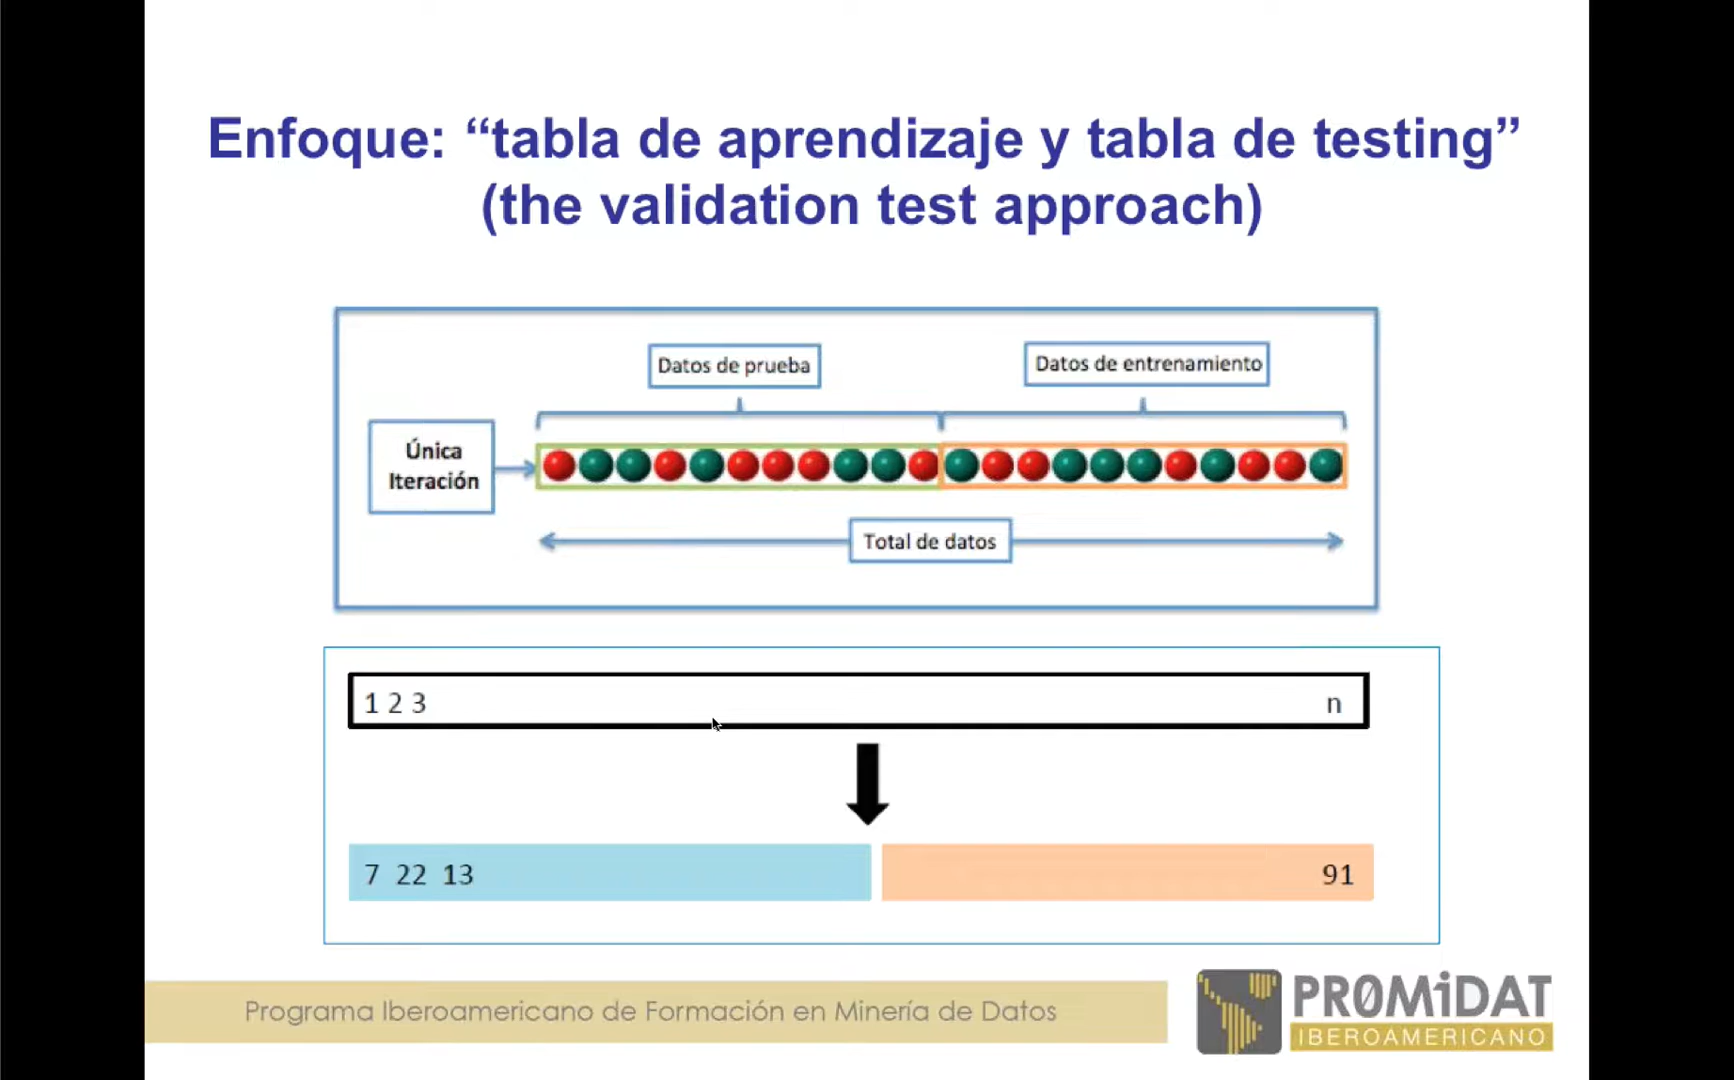 Enfoque: “tabla de aprendizaje y tabla de testing”
(the validation test approach)
Datos de prueba
Datos de entrenamiento
Única
Iteración
Total de datos
1 2 3
n
7 22 13
91
Programa Iberoamericano de Formación en Minería de Datos
PR0MiDAT
IBEROAMERICANO